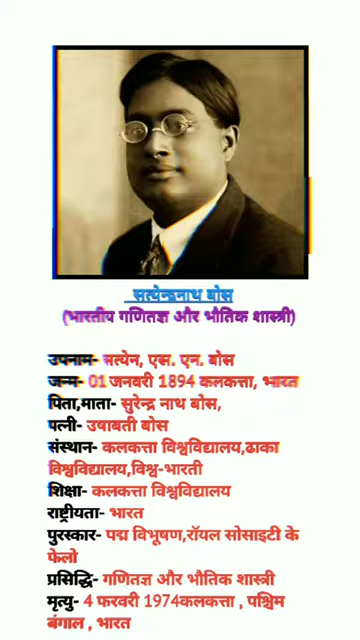 सत्येन्द्रनाथ बोस
(भारतीय गणितज्ञ और भौतिक शास्त्री)
उपनाम- सत्येन, एस. एन. बोस
जन्म- 01 जनवरी 1894 कलकत्ता, भारत
पिता,माता- सुरेन्द्र नाथ बोस,
पत्नी- उषाबती बोस
संस्थान- कलकत्ता विश्वविद्यालय,ढाका
विश्वविद्यालय,विश्व-भारती
शिक्षा- कलकत्ता विश्वविद्यालय
राष्ट्रीयता- भारत
पुरस्कार- पद्म विभूषण,रॉयल सोसाइटी के
फेलो
प्रसिद्धि- गणितज्ञ और भौतिक शास्त्री
मृत्यु- 4 फरवरी 1974कलकत्ता , पश्चिम
बंगाल , भारत